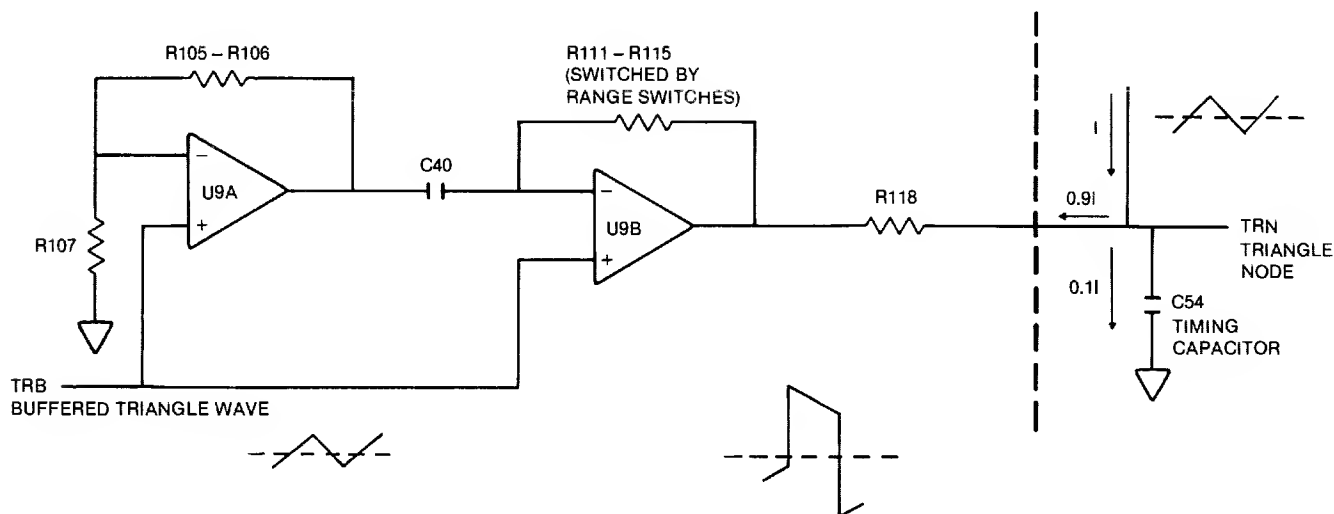 R105 – R106
R111 – R115
(SWITCHED BY
RANGE SWITCHES)
C40
–
U9A
+
–
U9B
+
R107
R118
I
0.9I
0.1I
TRN
TRIANGLE
NODE
C54
TIMING
CAPACITOR
TRB
BUFFERED TRIANGLE WAVE